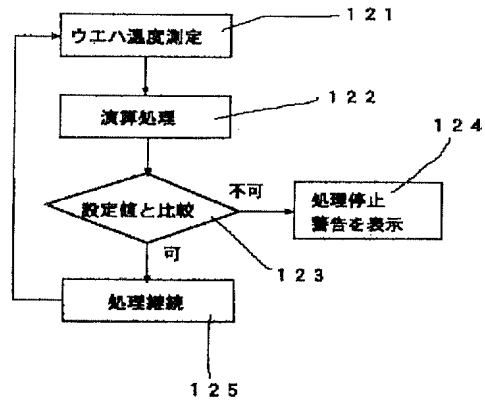 １２１
ウエハ温度測定
１２２
演算処理
１２４
不可
処理停止
警告を表示
設定値と比較
可
１２３
処理継続
１２５